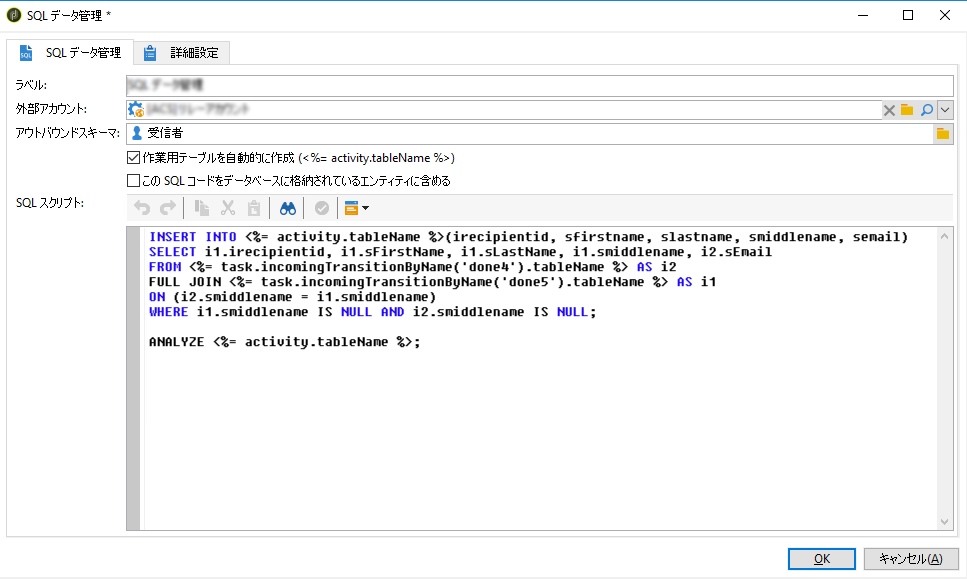 SQL データ管理 *
SQL データ管理
詳細設定
ラベル:
SQL データ管理
外部アカウント:
アウトバウンドスキーマ:
受信者
作業用テーブルを自動的に作成 (<%= activity.tableName %>)
この SQL コードをデータベースに格納されているエンティティに含める
SQL スクリプト:
INSERT INTO <%= activity.tableName %>(irecipientid, sfirstname, slastname, smiddlename, semail)
SELECT i1.irecipientid, i1.sFirstName, i1.sLastName, i1.smiddlename, i2.sEmail
FROM <%= task.incomingTransitionByName('done4').tableName %> AS i2
FULL JOIN <%= task.incomingTransitionByName('done5').tableName %> AS i1
ON (i2.smiddlename = i1.smiddlename)
WHERE i1.smiddlename IS NULL AND i2.smiddlename IS NULL;
ANALYZE <%= activity.tableName %>;
OK
キャンセル(A)